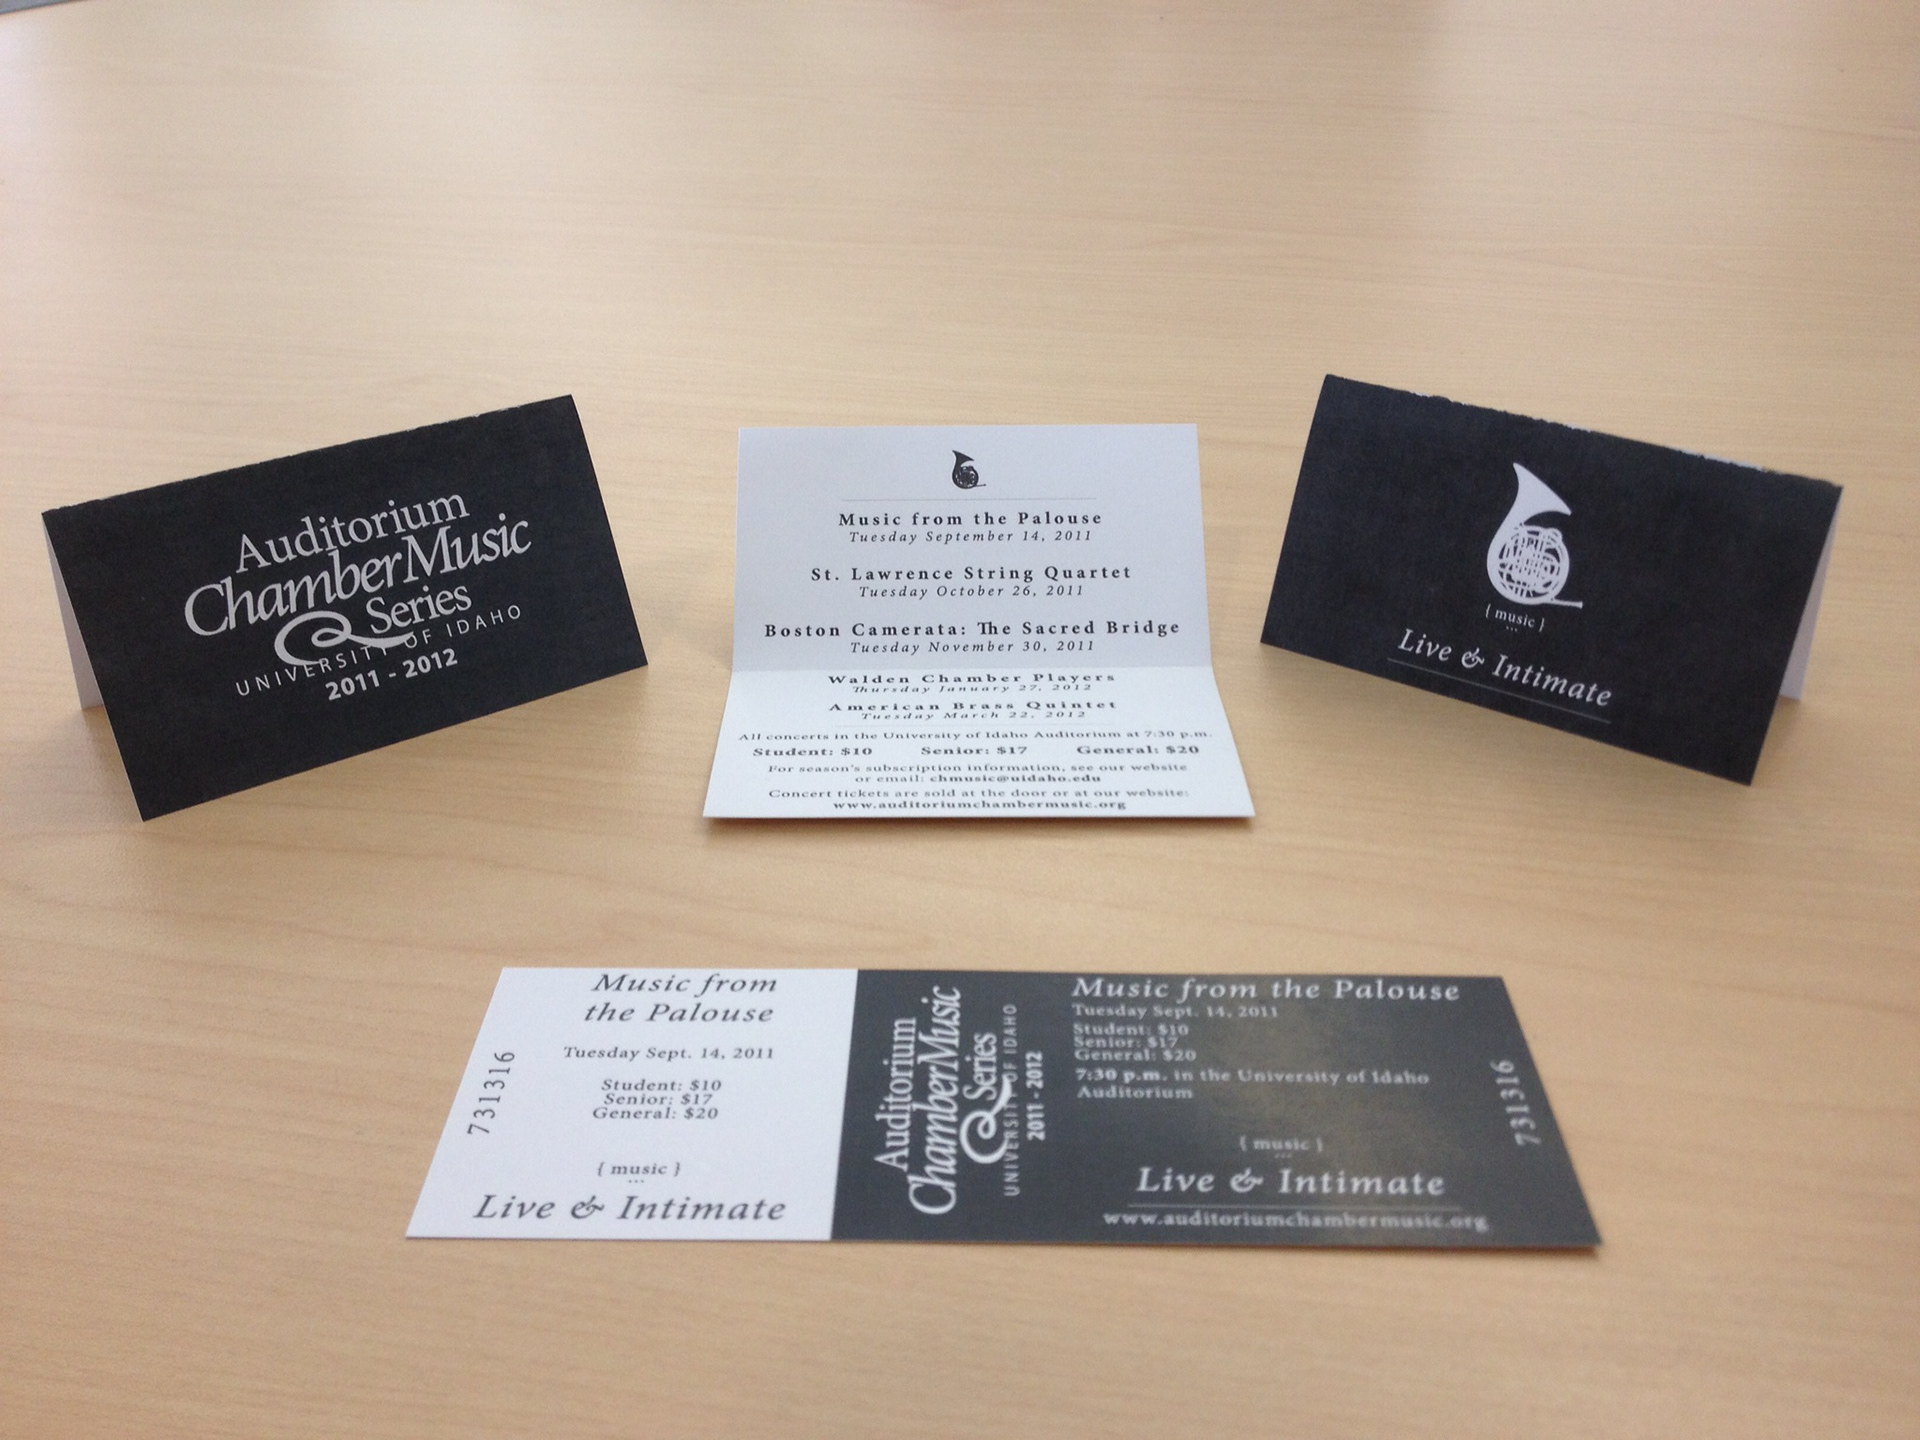 Auditorium
Chamber Music
Series
UNIVERSITY OF IDAHO
2011 - 2012
Music from the Palouse
Tuesday September 14, 2011
St. Lawrence String Quartet
Tuesday October 26, 2011
Boston Camerata: The Sacred Bridge
Tuesday November 30, 2011
Walden Chamber Players
Thursday January 27, 2012
American Brass Quintet
Tuesday March 22, 2012
All concerts in the University of Idaho Auditorium at 7:30 p.m.
Student: $10 Senior: $17 General: $20
For season's subscription information, see our website
or email: chmusic@uidaho.edu
Concert tickets are sold at the door or at our website:
www.auditoriumchambermusic.org
{ music }
...
Live & Intimate
731316
Music from
the Palouse
Tuesday Sept. 14, 2011
Student: $10
Senior: $17
General: $20
{ music }
...
Live & Intimate
Auditorium
Chamber Music
Series
UNIVERSITY OF IDAHO
2011 - 2012
Music from the Palouse
Tuesday Sept. 14, 2011
Student: $10
Senior: $17
General: $20
7:30 p.m. in the University of Idaho
Auditorium
{ music }
...
Live & Intimate
www.auditoriumchambermusic.org
731316